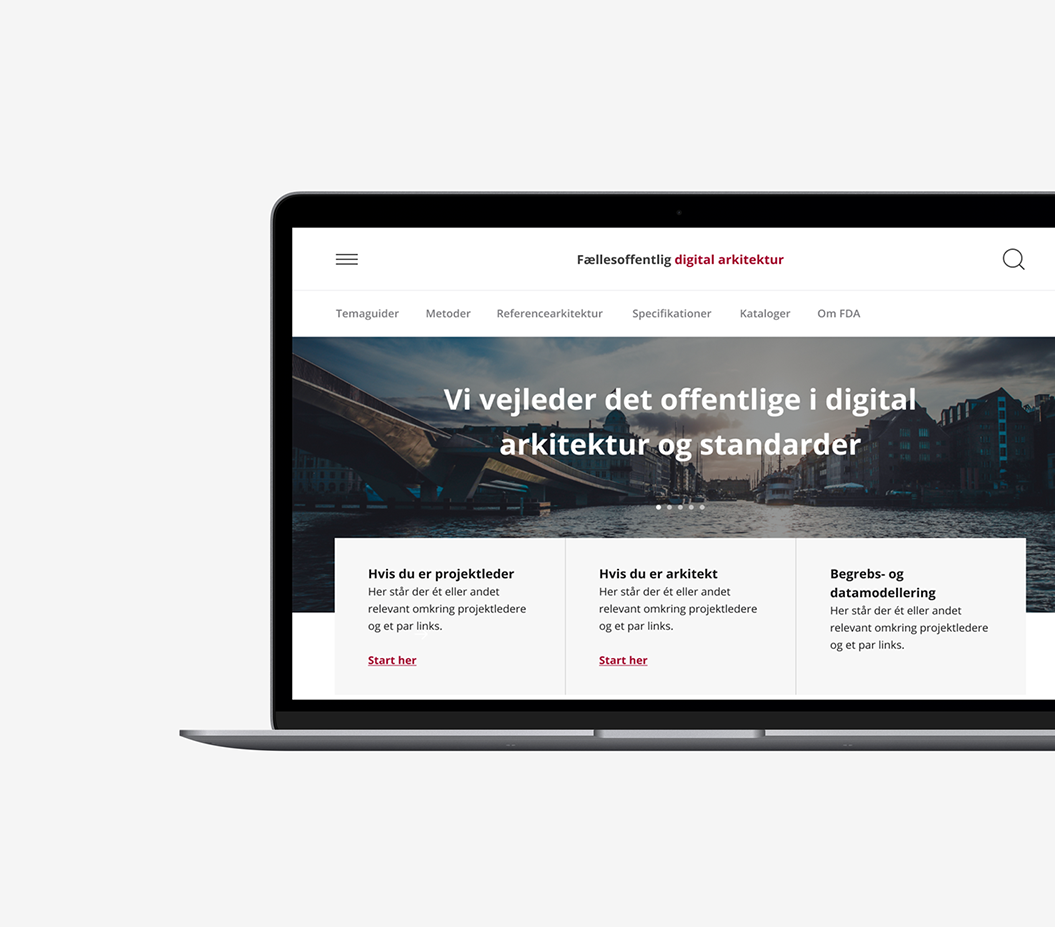 Fællesoffentlig digital arkitektur
Temaguider Metoder Referencearkitektur Specifikationer Kataloger Om FDA
Vi vejleder det offentlige i digital
arkitektur og standarder
Hvis du er projektleder
Her står der ét eller andet
relevant omkring projektledere
og et par links.
Start her
Hvis du er arkitekt
Her står der ét eller andet
relevant omkring projektledere
og et par links.
Start her
Begrebs- og
datamodellering
Her står der ét eller andet
relevant omkring projektledere
og et par links.